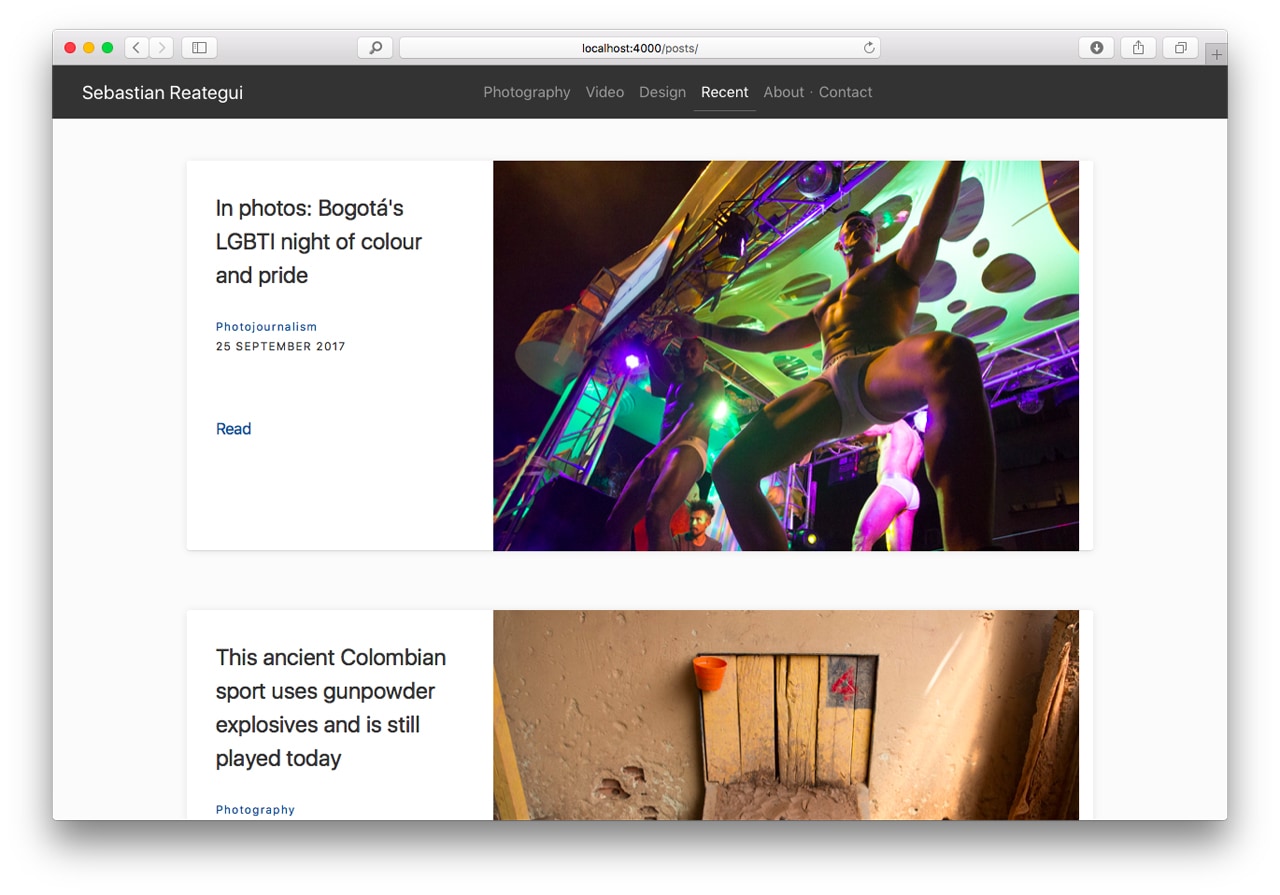 localhost:4000/posts/
Sebastian Reategui
Photography Video Design Recent About · Contact
In photos: Bogotá's
LGBTI night of colour
and pride
Photojournalism
25 SEPTEMBER 2017
Read
This ancient Colombian
sport uses gunpowder
explosives and is still
played today
Photography
4